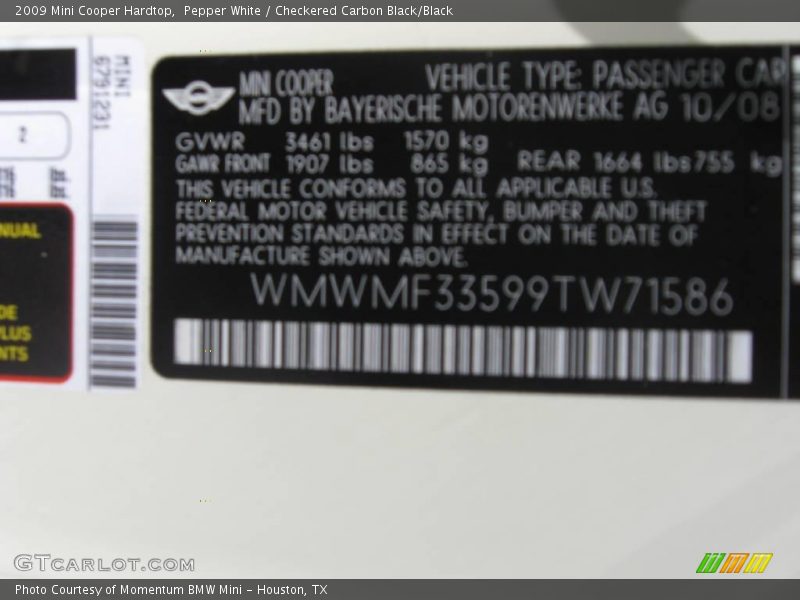 2009 Mini Cooper Hardtop,  Pepper White / Checkered Carbon Black/Black
MINI
6791231
2
NUAL
DE
PLUS
NTS
MINI COOPER
VEHICLE TYPE: PASSENGER CAR
MFD BY BAYERISCHE MOTORENWERKE AG 10/08
GVWR 3461 lbs 1570 kg
GAWR FRONT 1907 lbs 865 kg REAR 1664 lbs 755 kg
THIS VEHICLE CONFORMS TO ALL APPLICABLE U.S.
FEDERAL MOTOR VEHICLE SAFETY, BUMPER AND THEFT
PREVENTION STANDARDS IN EFFECT ON THE DATE OF
MANUFACTURE SHOWN ABOVE.
WMWMF33599TW71586
GTCARLOT.COM
Photo Courtesy of Momentum BMW Mini - Houston, TX